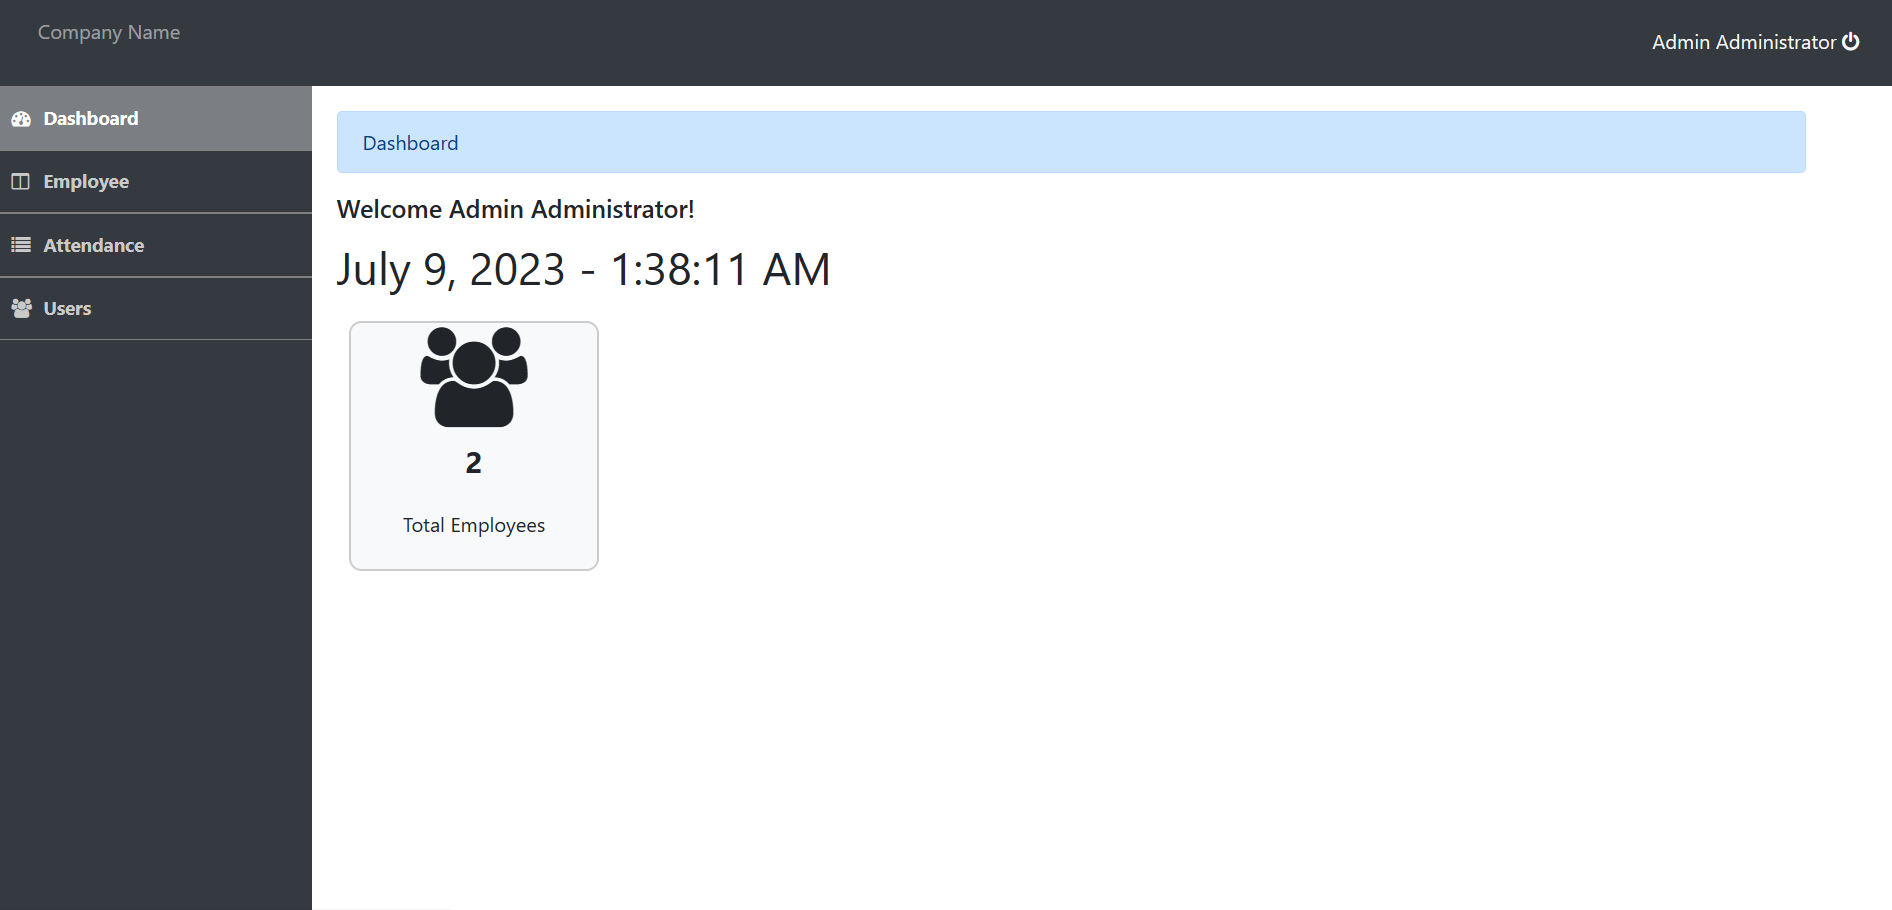 Company Name
Admin Administrator
Dashboard
Employee
Attendance
Users
Dashboard
Welcome Admin Administrator!
July 9, 2023 - 1:38:11 AM
2
Total Employees